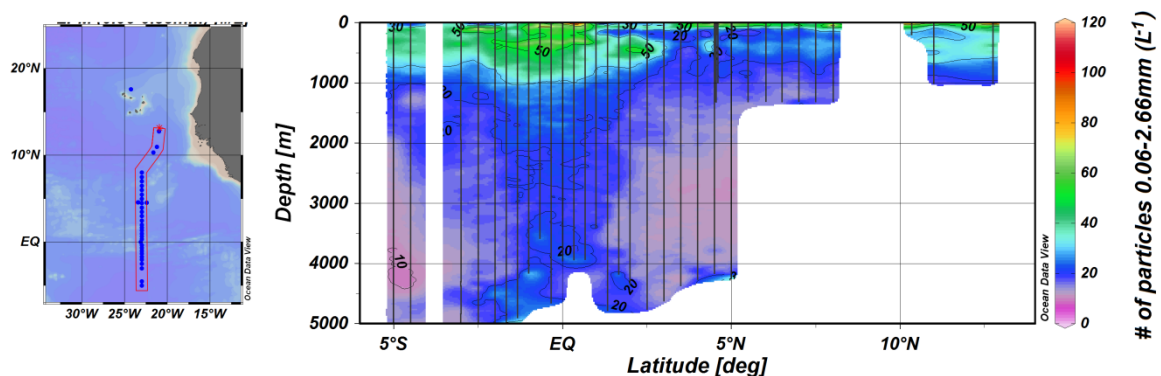 20°N
10°N
EQ
30°W 25°W 20°W 15°W
Ocean Data View
0
1000
2000
3000
4000
5000
Depth [m]
30 30 20 30 50
50 50 20
20 20
10 20
20
20
5°S EQ 5°N 10°N
Latitude [deg]
Ocean Data View
120
100
80
60
40
20
0
# of particles 0.06-2.66mm (L-1)